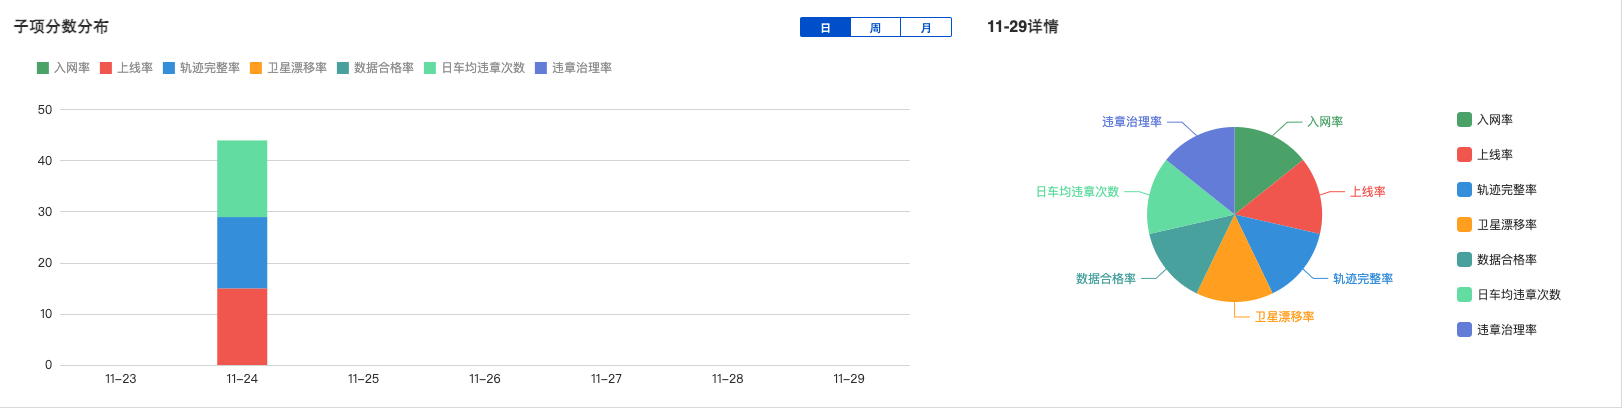 子项分数分布
日 周 月
入网率 上线率 轨迹完整率 卫星漂移率 数据合格率 日车均违章次数 违章治理率
50
40
30
20
10
0
11-23 11-24 11-25 11-26 11-27 11-28 11-29
11-29详情
违章治理率 入网率
日车均违章次数 上线率
数据合格率 轨迹完整率
卫星漂移率
入网率
上线率
轨迹完整率
卫星漂移率
数据合格率
日车均违章次数
违章治理率